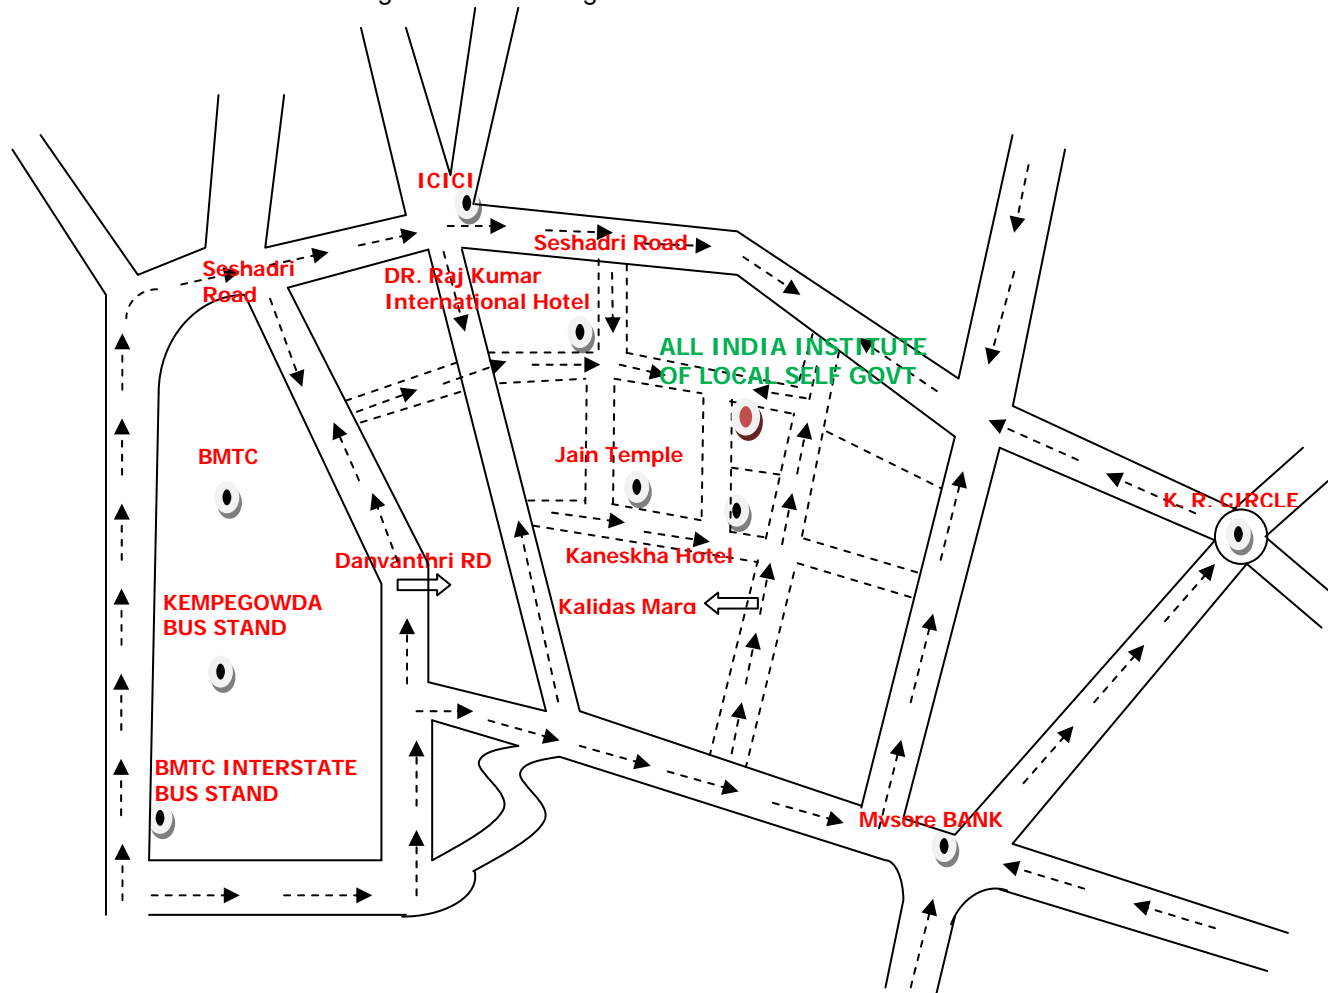 ICICI
Seshadri Road
Seshadri
Road
DR. Raj Kumar
International Hotel
ALL INDIA INSTITUTE
OF LOCAL SELF GOVT
BMTC
Jain Temple
K. R. CIRCLE
Danvanthri RD
Kaneskha Hotel
KEMPEGOWDA
BUS STAND
Kalidas Marg
BMTC INTERSTATE
BUS STAND
Mysore BANK